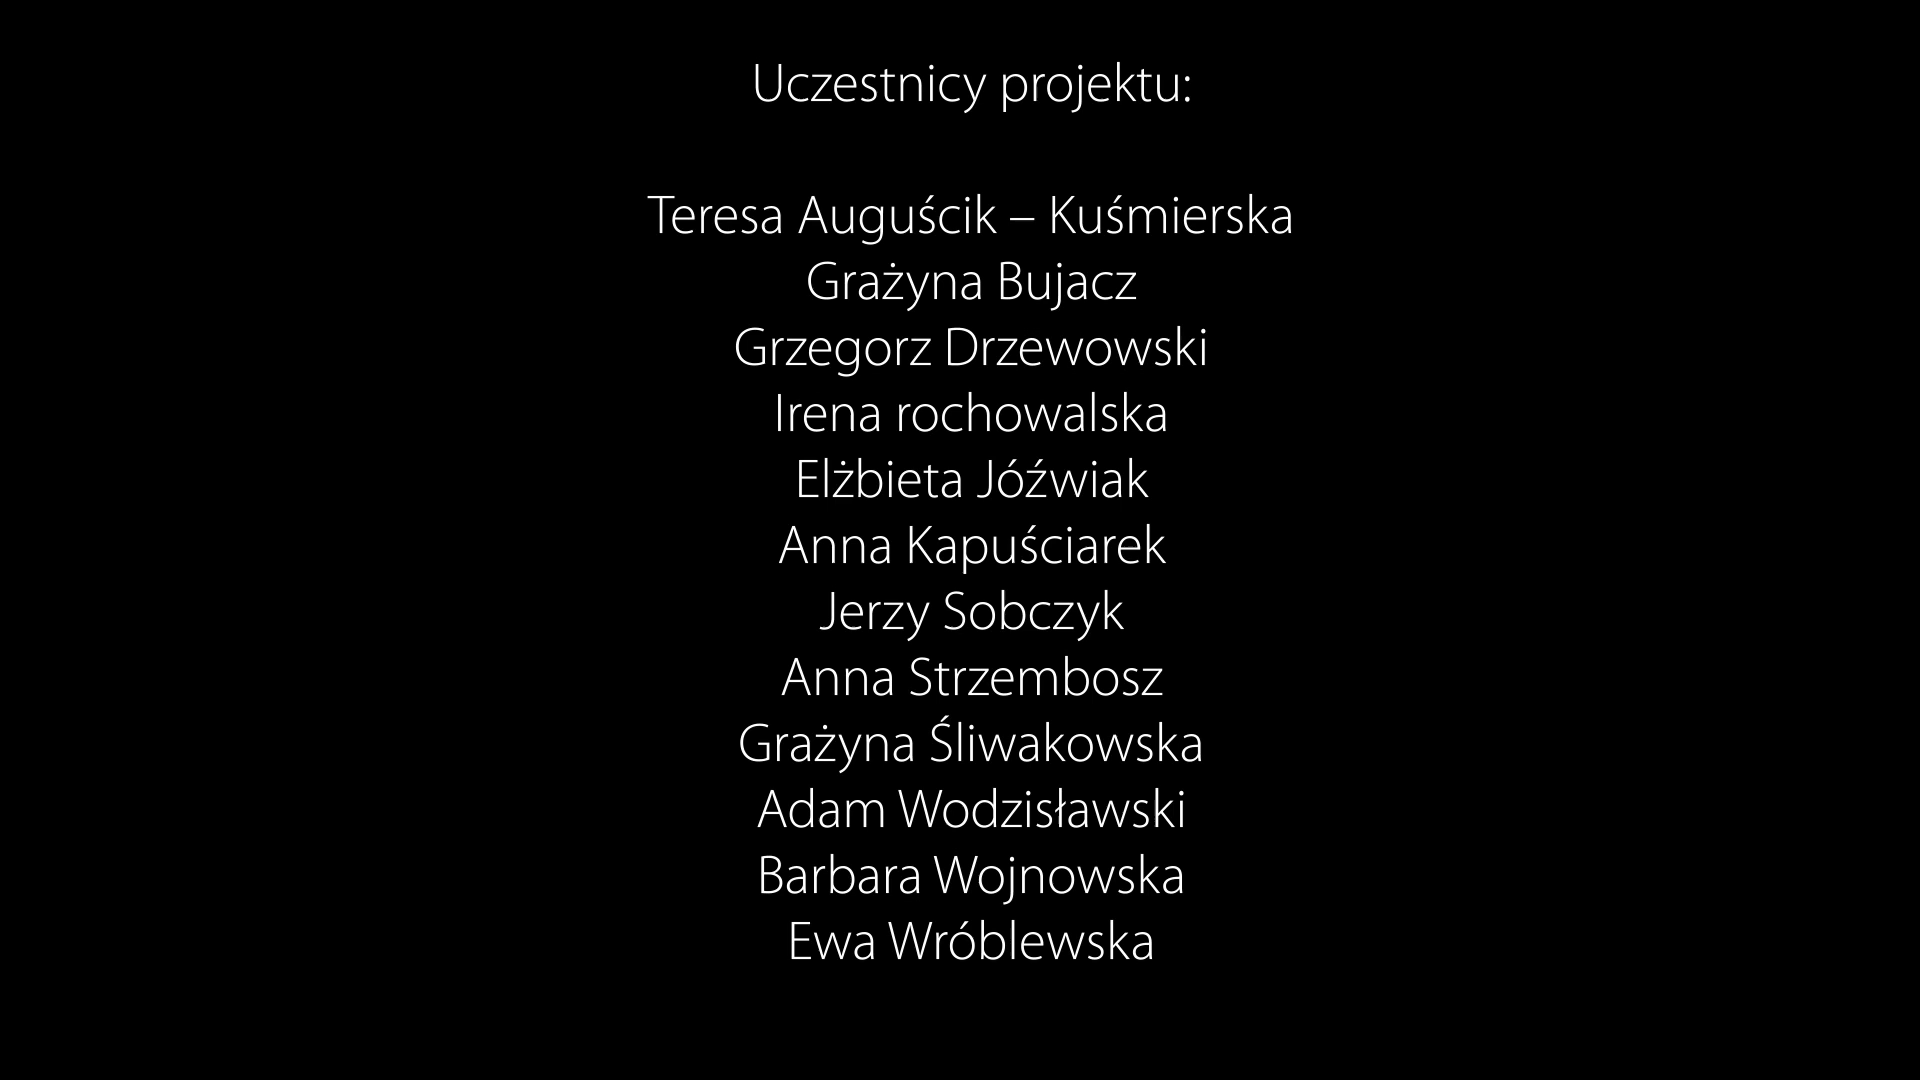 Uczestnicy projektu:
Teresa Auguścik – Kuśmierska
Grażyna Bujacz
Grzegorz Drzewowski
Irena rochowalska
Elżbieta Jóźwiak
Anna Kapuściarek
Jerzy Sobczyk
Anna Strzembosz
Grażyna Śliwakowska
Adam Wodzisławski
Barbara Wojnowska
Ewa Wróblewska